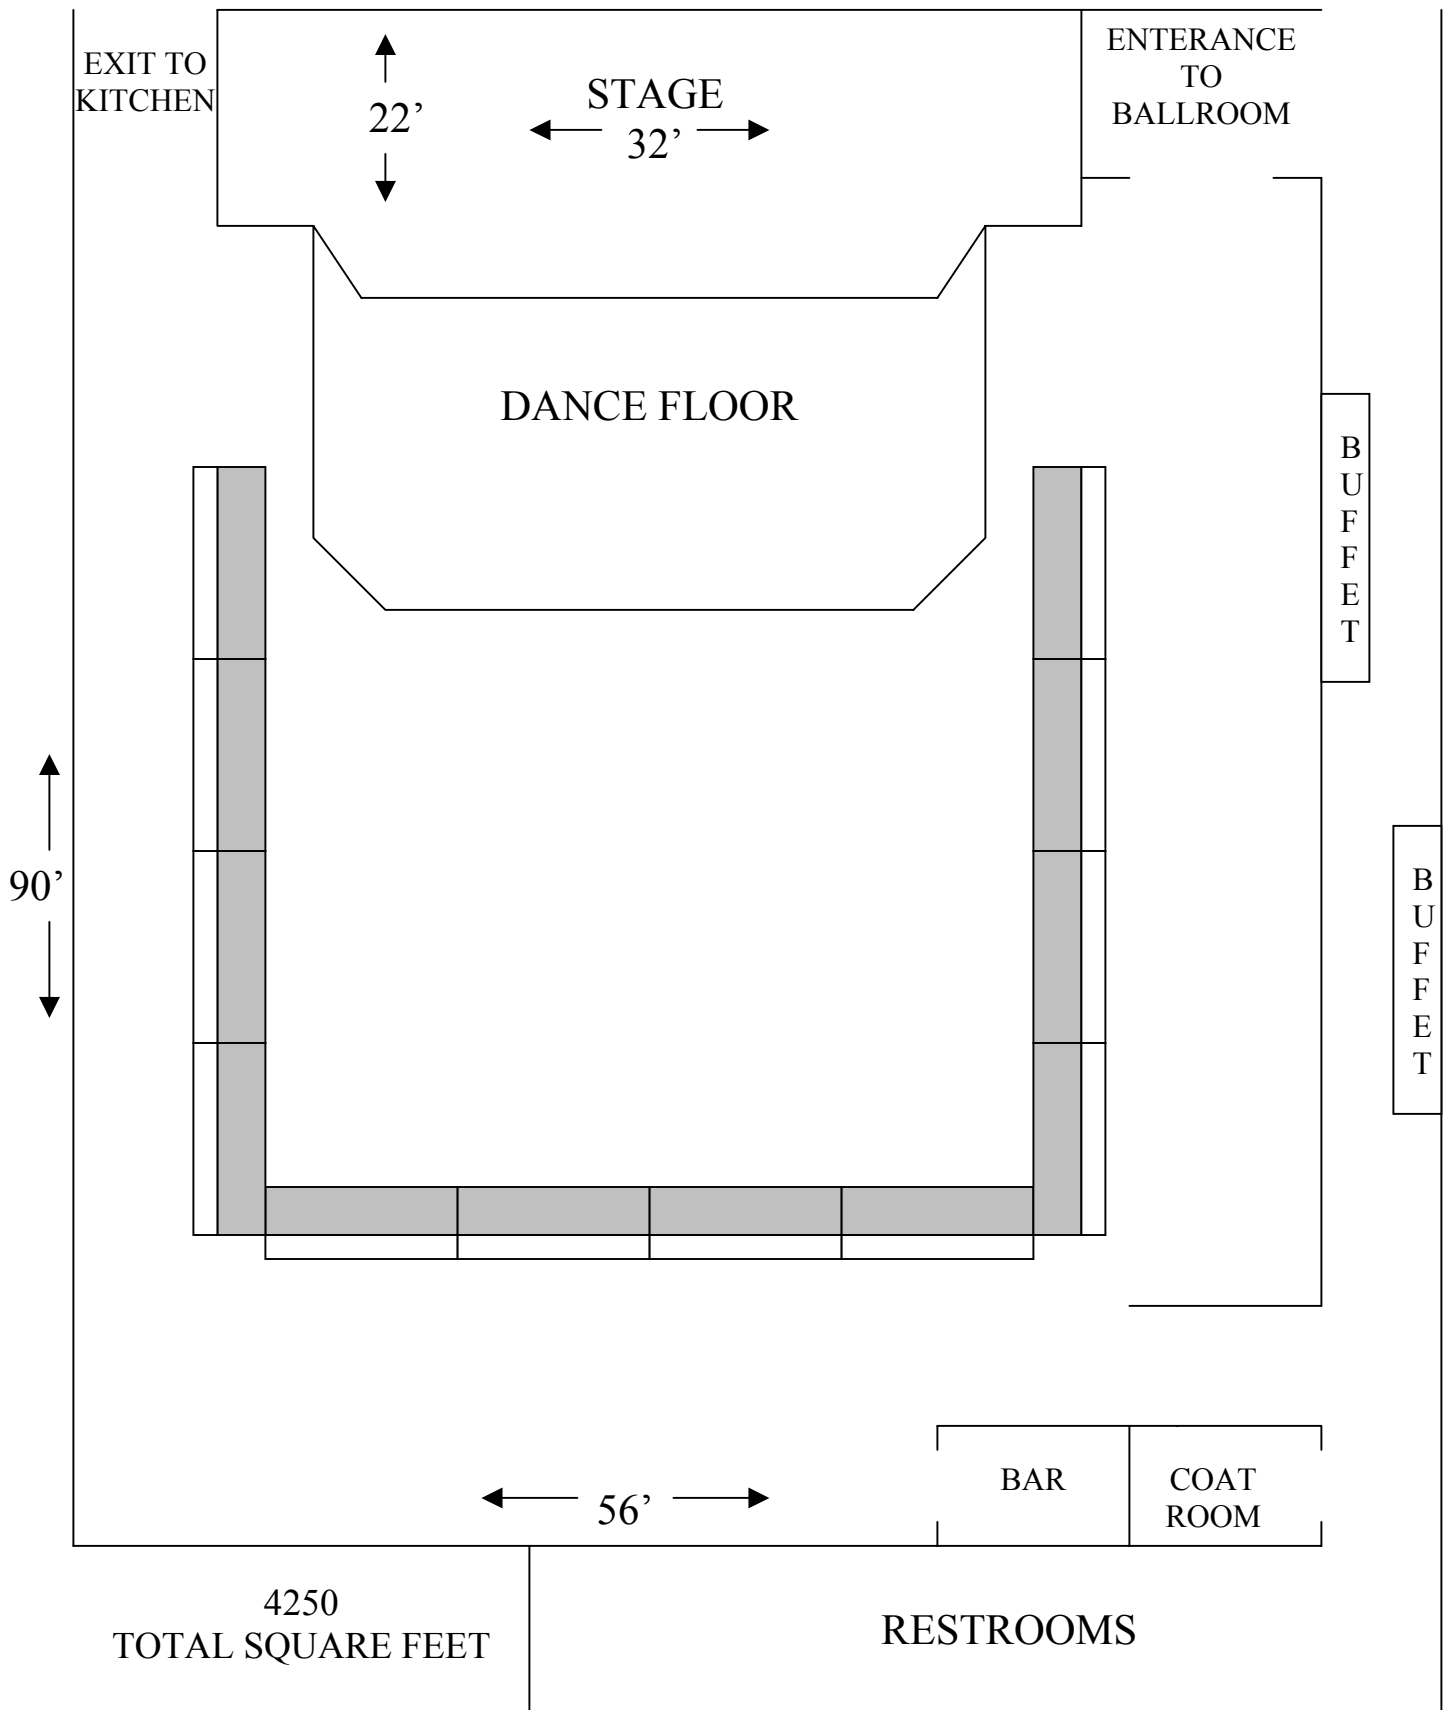 EXIT TO
KITCHEN
22’
STAGE
32’
ENTERANCE
TO
BALLROOM
DANCE FLOOR
B
U
F
F
E
T
90’
B
U
F
F
E
T
56’
BAR
COAT
ROOM
4250
TOTAL SQUARE FEET
RESTROOMS